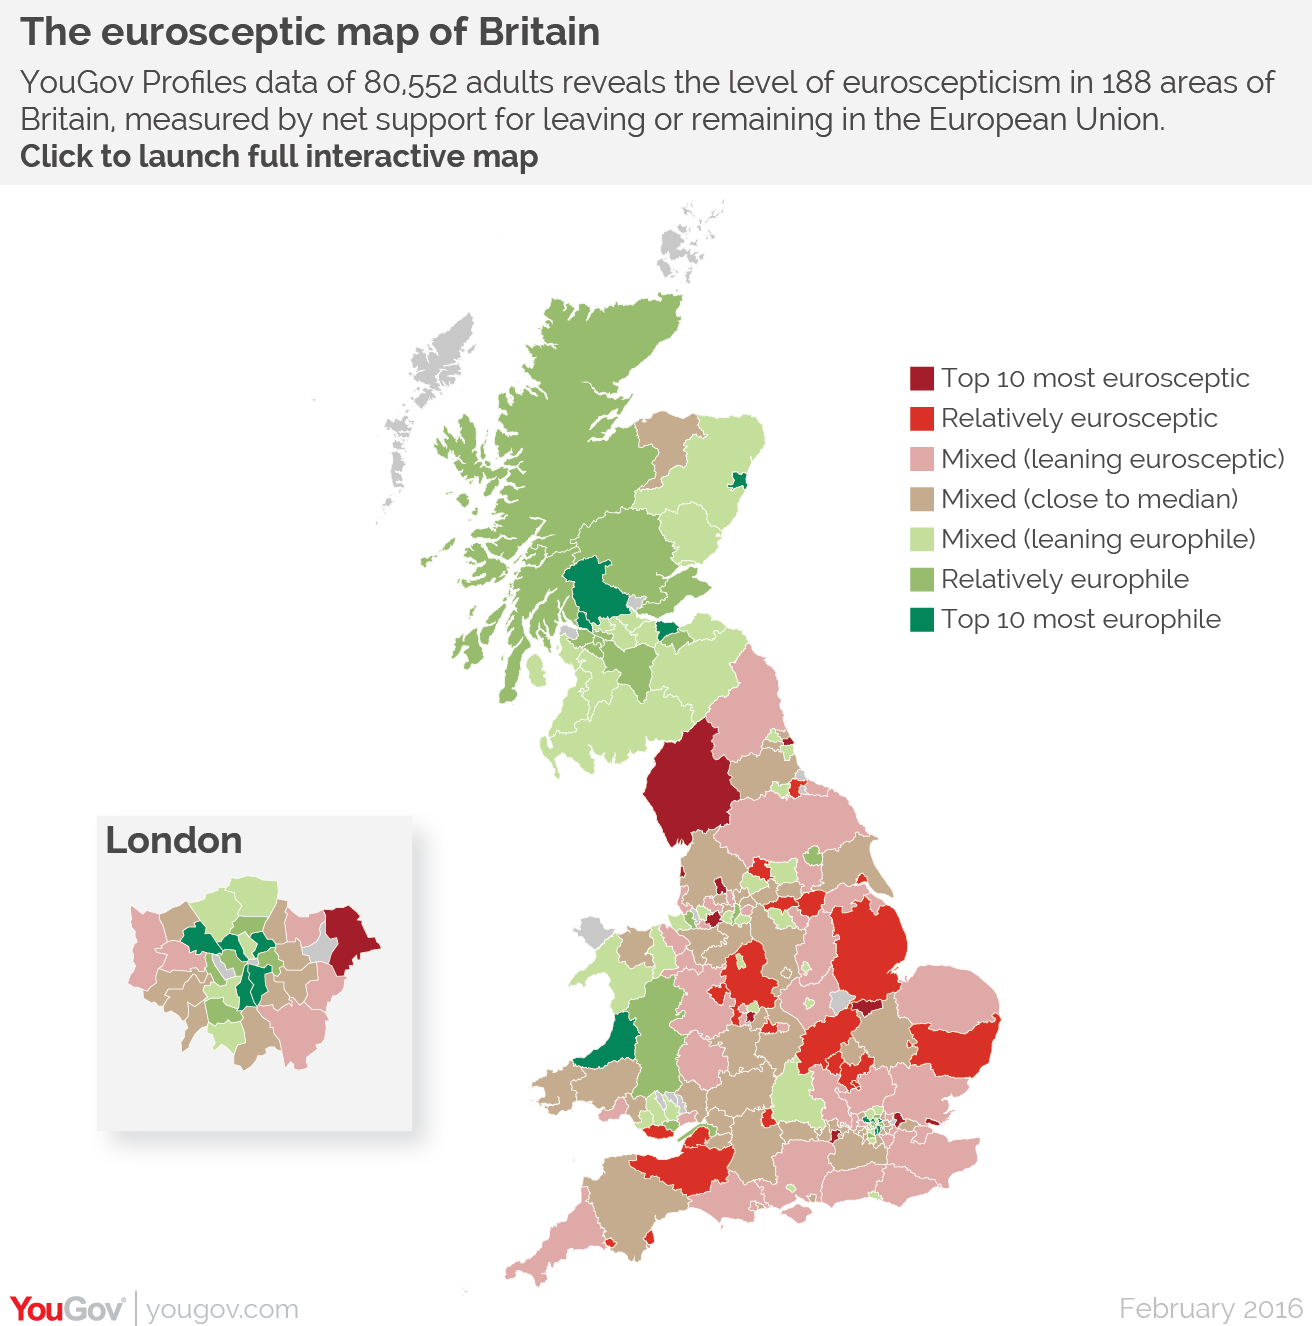 The eurosceptic map of Britain
YouGov Profiles data of 80,552 adults reveals the level of euroscepticism in 188 areas of
Britain, measured by net support for leaving or remaining in the European Union.
Click to launch full interactive map
Top 10 most eurosceptic
Relatively eurosceptic
Mixed (leaning eurosceptic)
Mixed (close to median)
Mixed (leaning europhile)
Relatively europhile
Top 10 most europhile
London
YouGov | yougov.com
February 2016